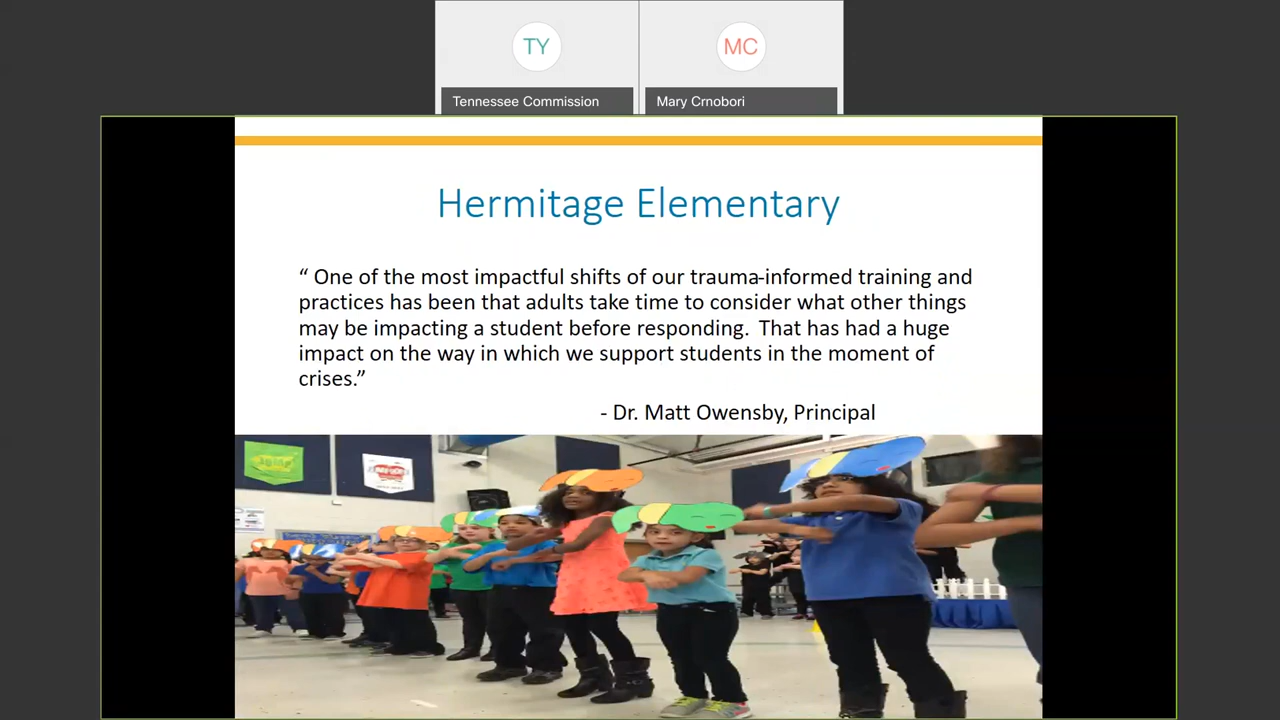 TY
MC
Tennessee Commission
Mary Crnobori
Hermitage Elementary
“ One of the most impactful shifts of our trauma-informed training and
practices has been that adults take time to consider what other things
may be impacting a student before responding.  That has had a huge
impact on the way in which we support students in the moment of
crises.”
- Dr. Matt Owensby, Principal